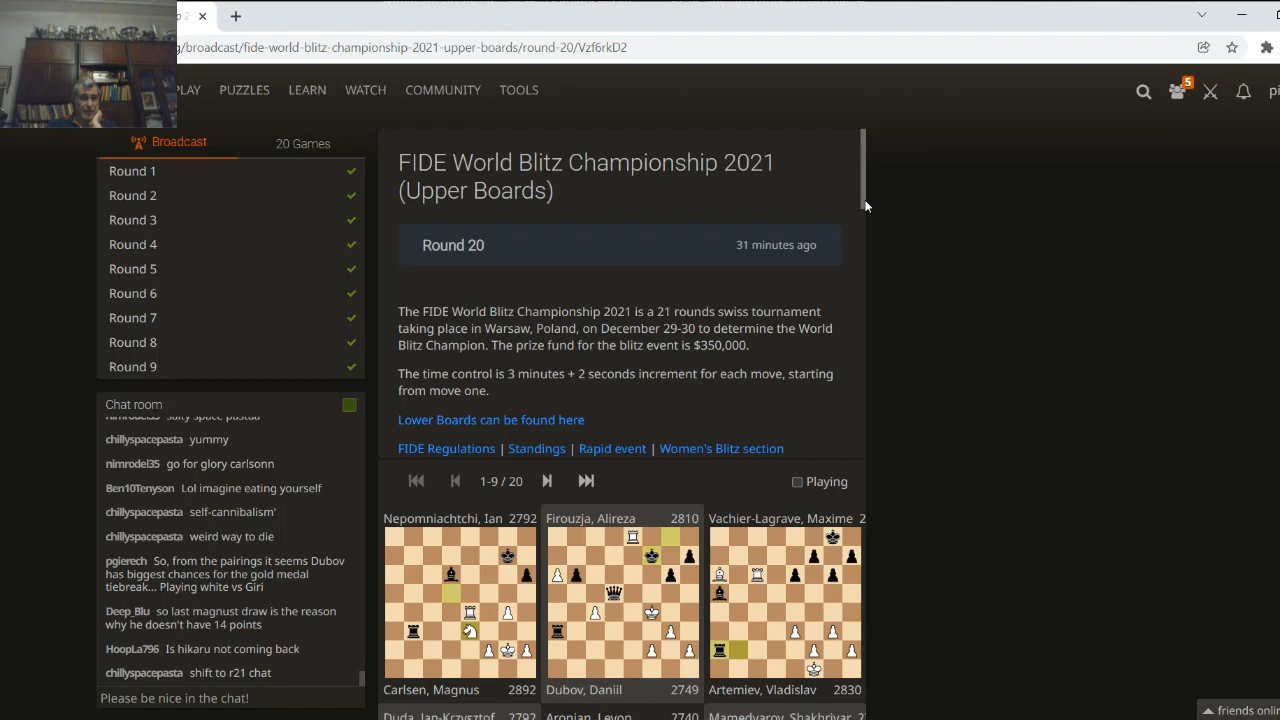 g/broadcast/fide-world-blitz-championship-2021-upper-boards/round-20/Vzf6rkD2
PUZZLES LEARN WATCH COMMUNITY TOOLS
5
Broadcast 20 Games
Round 1
Round 2
Round 3
Round 4
Round 5
Round 6
Round 7
Round 8
Round 9
Chat room
chillyspacepasta yummy
nimrodel35 go for glory carlsonn
Ben10Tenyson Lol imagine eating yourself
chillyspacepasta self-cannibalism'
chillyspacepasta weird way to die
pgierech So, from the pairings it seems Dubov
has biggest chances for the gold medal
tiebreak... Playing white vs Giri
Deep_Blu so last magnust draw is the reason
why he doesn't have 14 points
HoopLa796 Is hikaru not coming back
chillyspacepasta shift to r21 chat
Please be nice in the chat!
FIDE World Blitz Championship 2021
(Upper Boards)
Round 20 31 minutes ago
The FIDE World Blitz Championship 2021 is a 21 rounds swiss tournament
taking place in Warsaw, Poland, on December 29-30 to determine the World
Blitz Champion. The prize fund for the blitz event is $350,000.
The time control is 3 minutes + 2 seconds increment for each move, starting
from move one.
Lower Boards can be found here
FIDE Regulations | Standings | Rapid event | Women's Blitz section
1-9 / 20 Playing
Nepomniachtchi, Ian 2792 Firouzja, Alireza 2810 Vachier-Lagrave, Maxime 2
Carlsen, Magnus 2892 Dubov, Daniil 2749 Artemiev, Vladislav 2830
Duda, Jan-Krzysztof 2792 Aronian, Levon 2740 Mamedyarov, Shakhriyar
friends onli